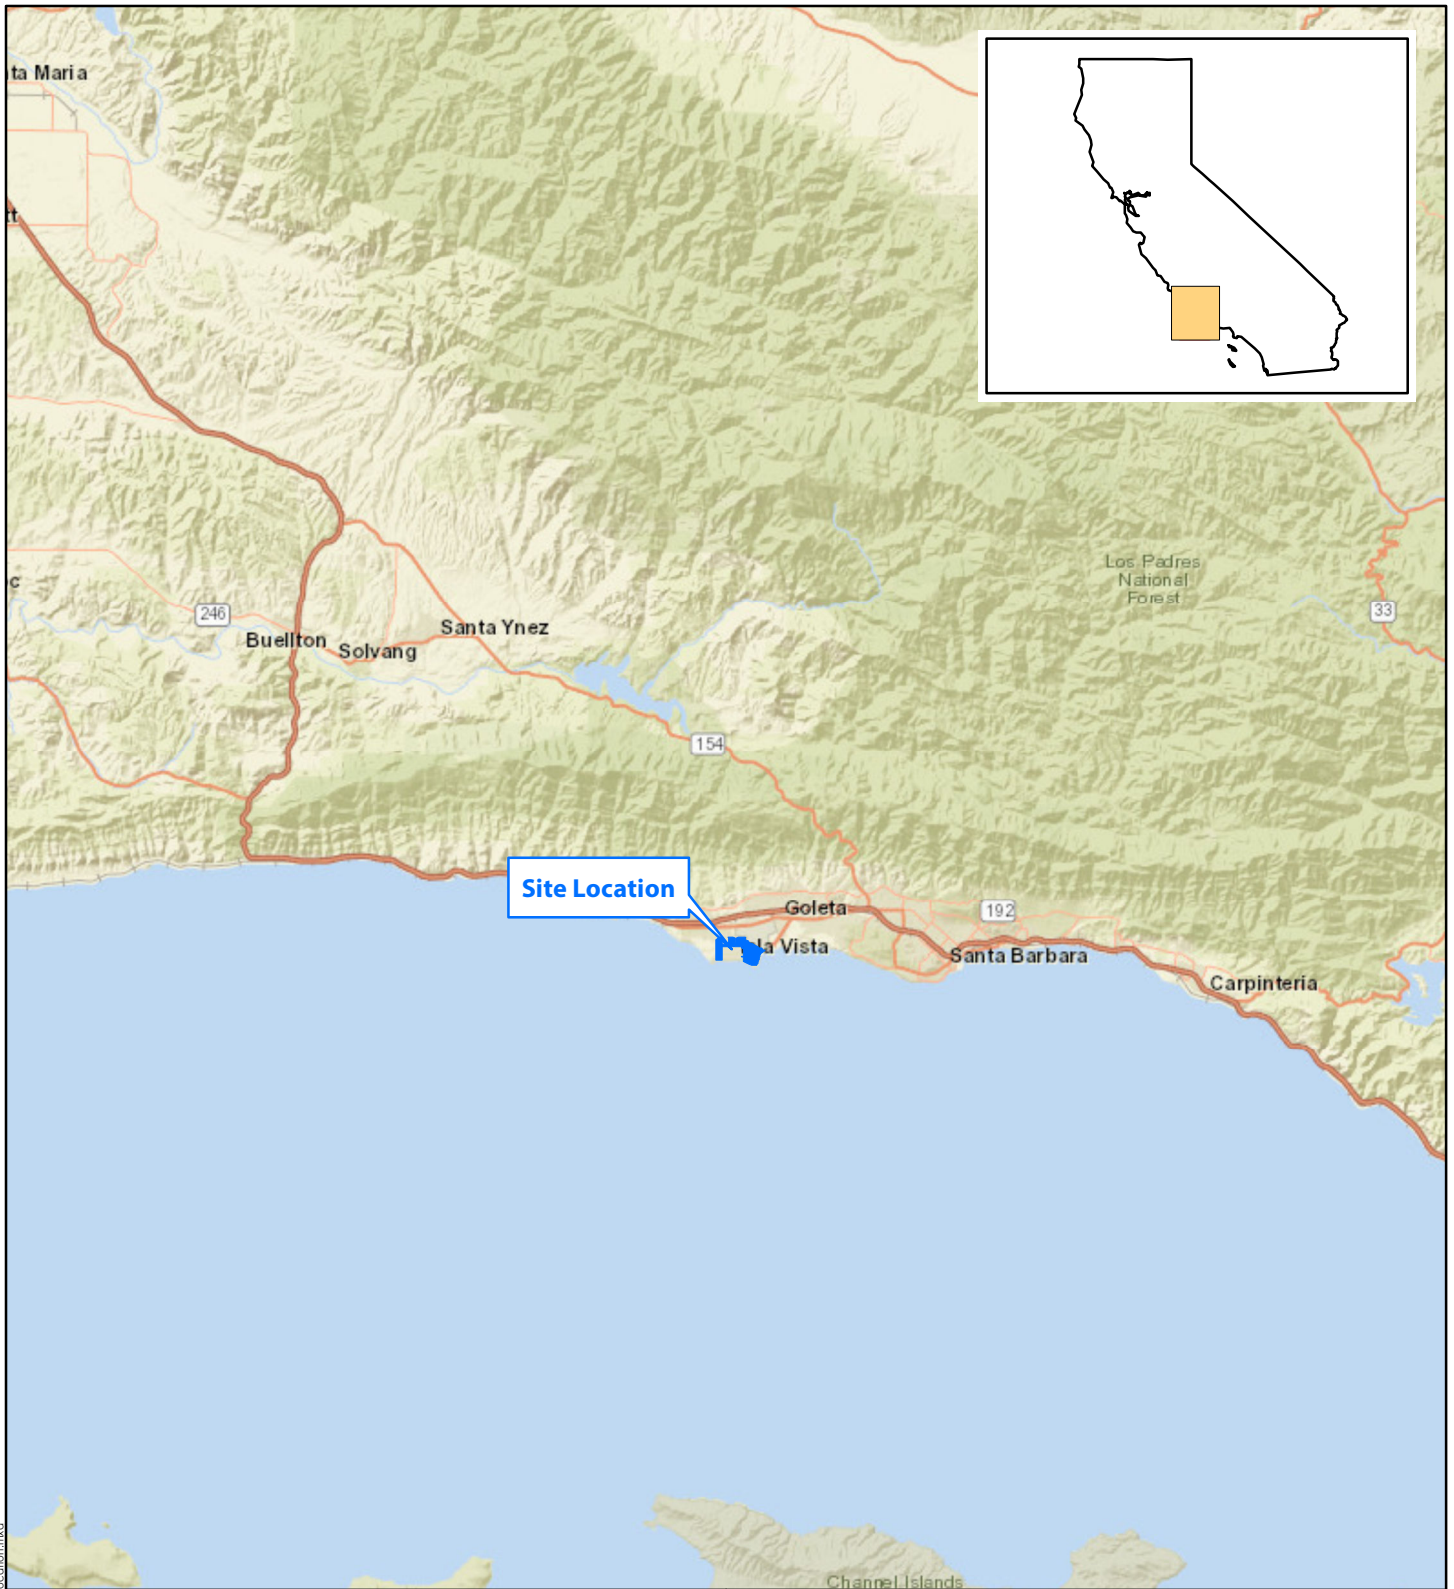 ta Maria
tt
Los Padres
National
Forest
c
246
33
Santa Ynez
Buellton
Solvang
154
Site Location
Goleta
192
la Vista
Santa Barbara
Carpinteria
Channel Islands